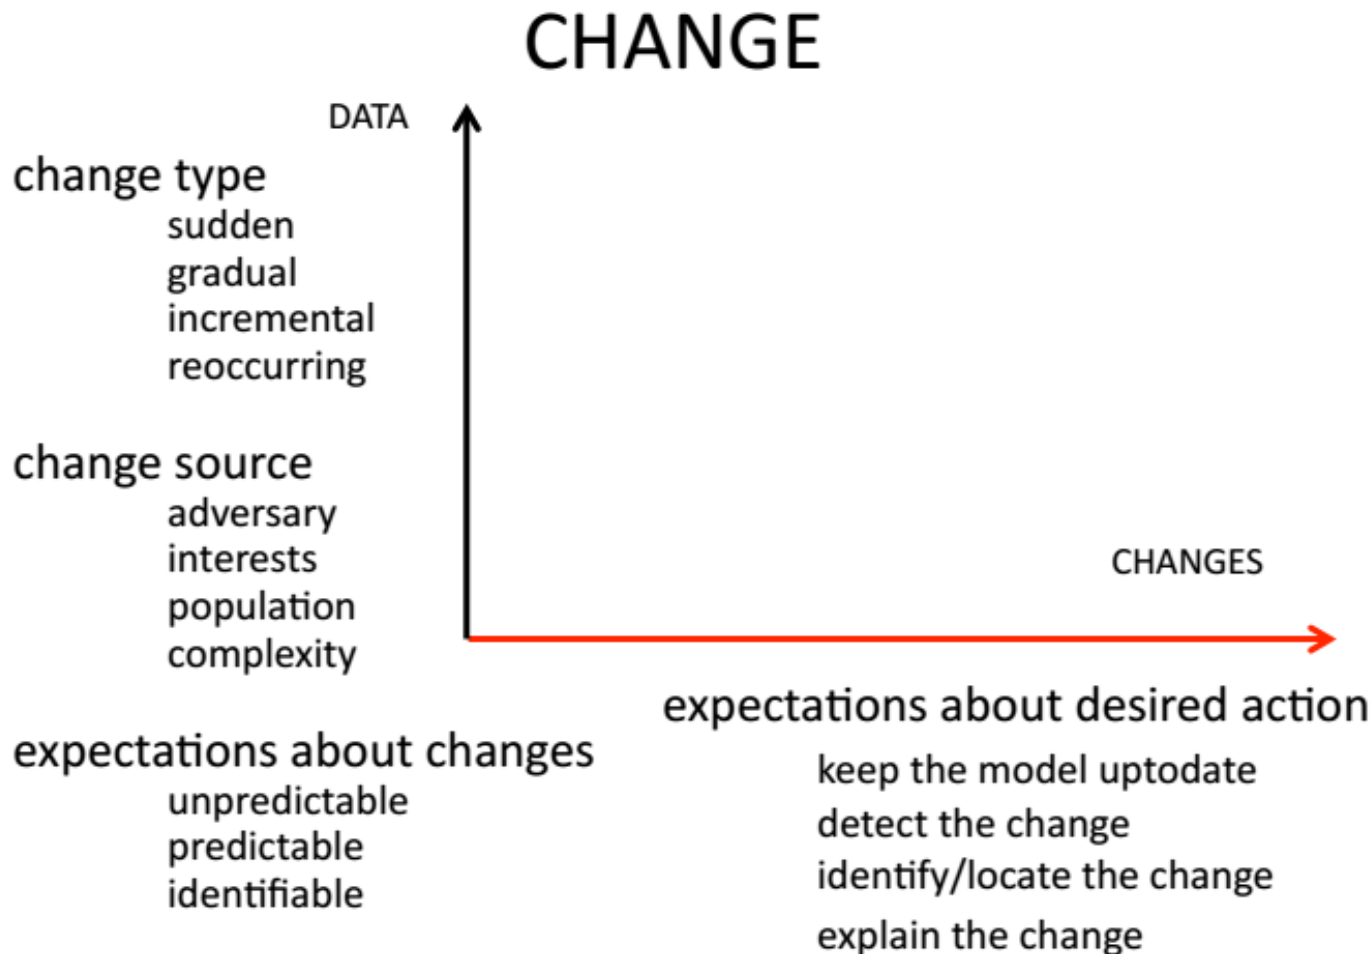 CHANGE
DATA
change type
sudden
gradual
incremental
reoccurring
change source
adversary
interests
population
complexity
expectations about changes
unpredictable
predictable
identifiable
CHANGES
expectations about desired action
keep the model uptodate
detect the change
identify/locate the change
explain the change